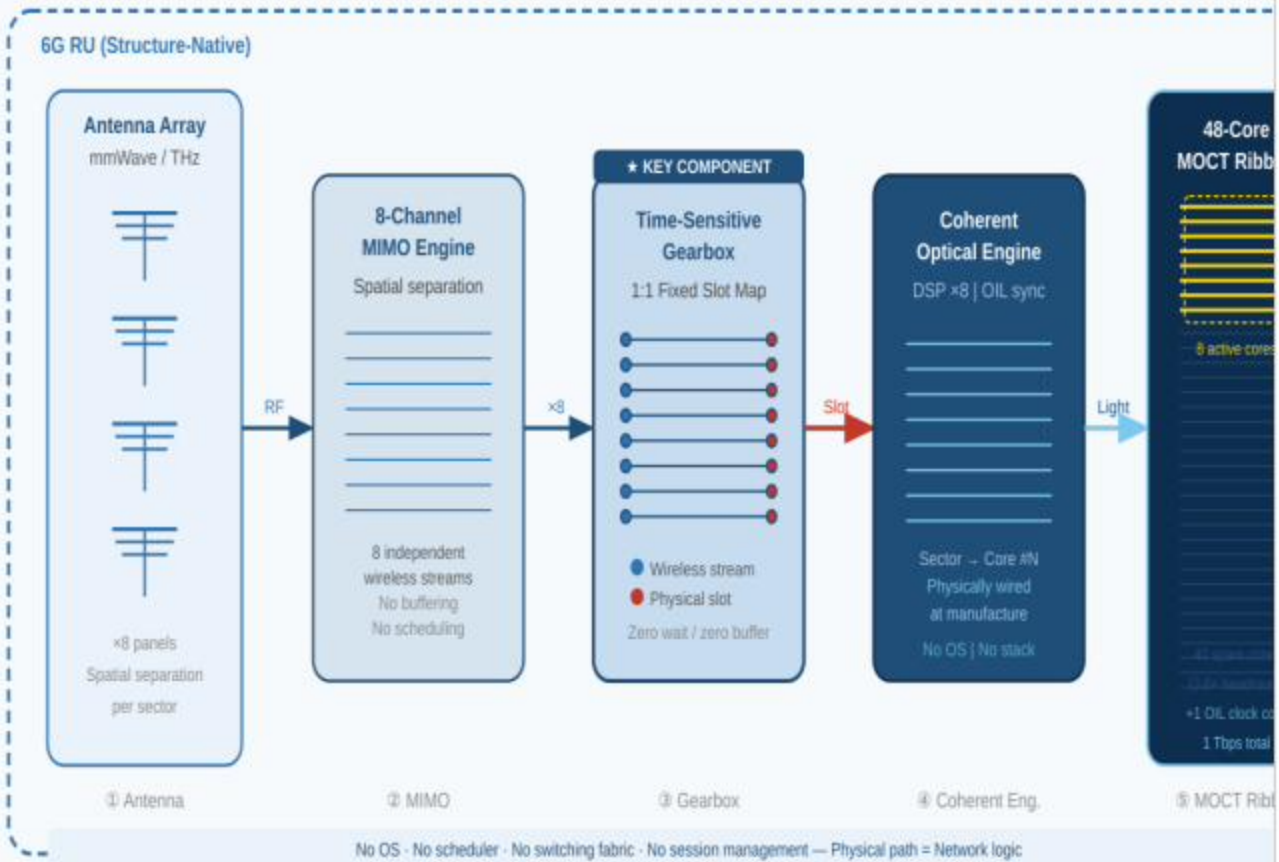 6G RU (Structure-Native)
Antenna Array
mmWave / THz
×8 panels
Spatial separation
per sector
RF
8-Channel
MIMO Engine
Spatial separation
8 independent
wireless streams
No buffering
No scheduling
×8
★ KEY COMPONENT
Time-Sensitive
Gearbox
1:1 Fixed Slot Map
Wireless stream
Physical slot
Zero wait / zero buffer
Slot
Coherent
Optical Engine
DSP ×8 | OIL sync
Sector → Core #N
Physically wired
at manufacture
No OS | No stack
Light
48-Core
MOCT Ribb
8 active cores
+1 OIL clock co
1 Tbps total
① Antenna
② MIMO
③ Gearbox
④ Coherent Eng.
⑤ MOCT Ribb
No OS · No scheduler · No switching fabric · No session management — Physical path = Network logic